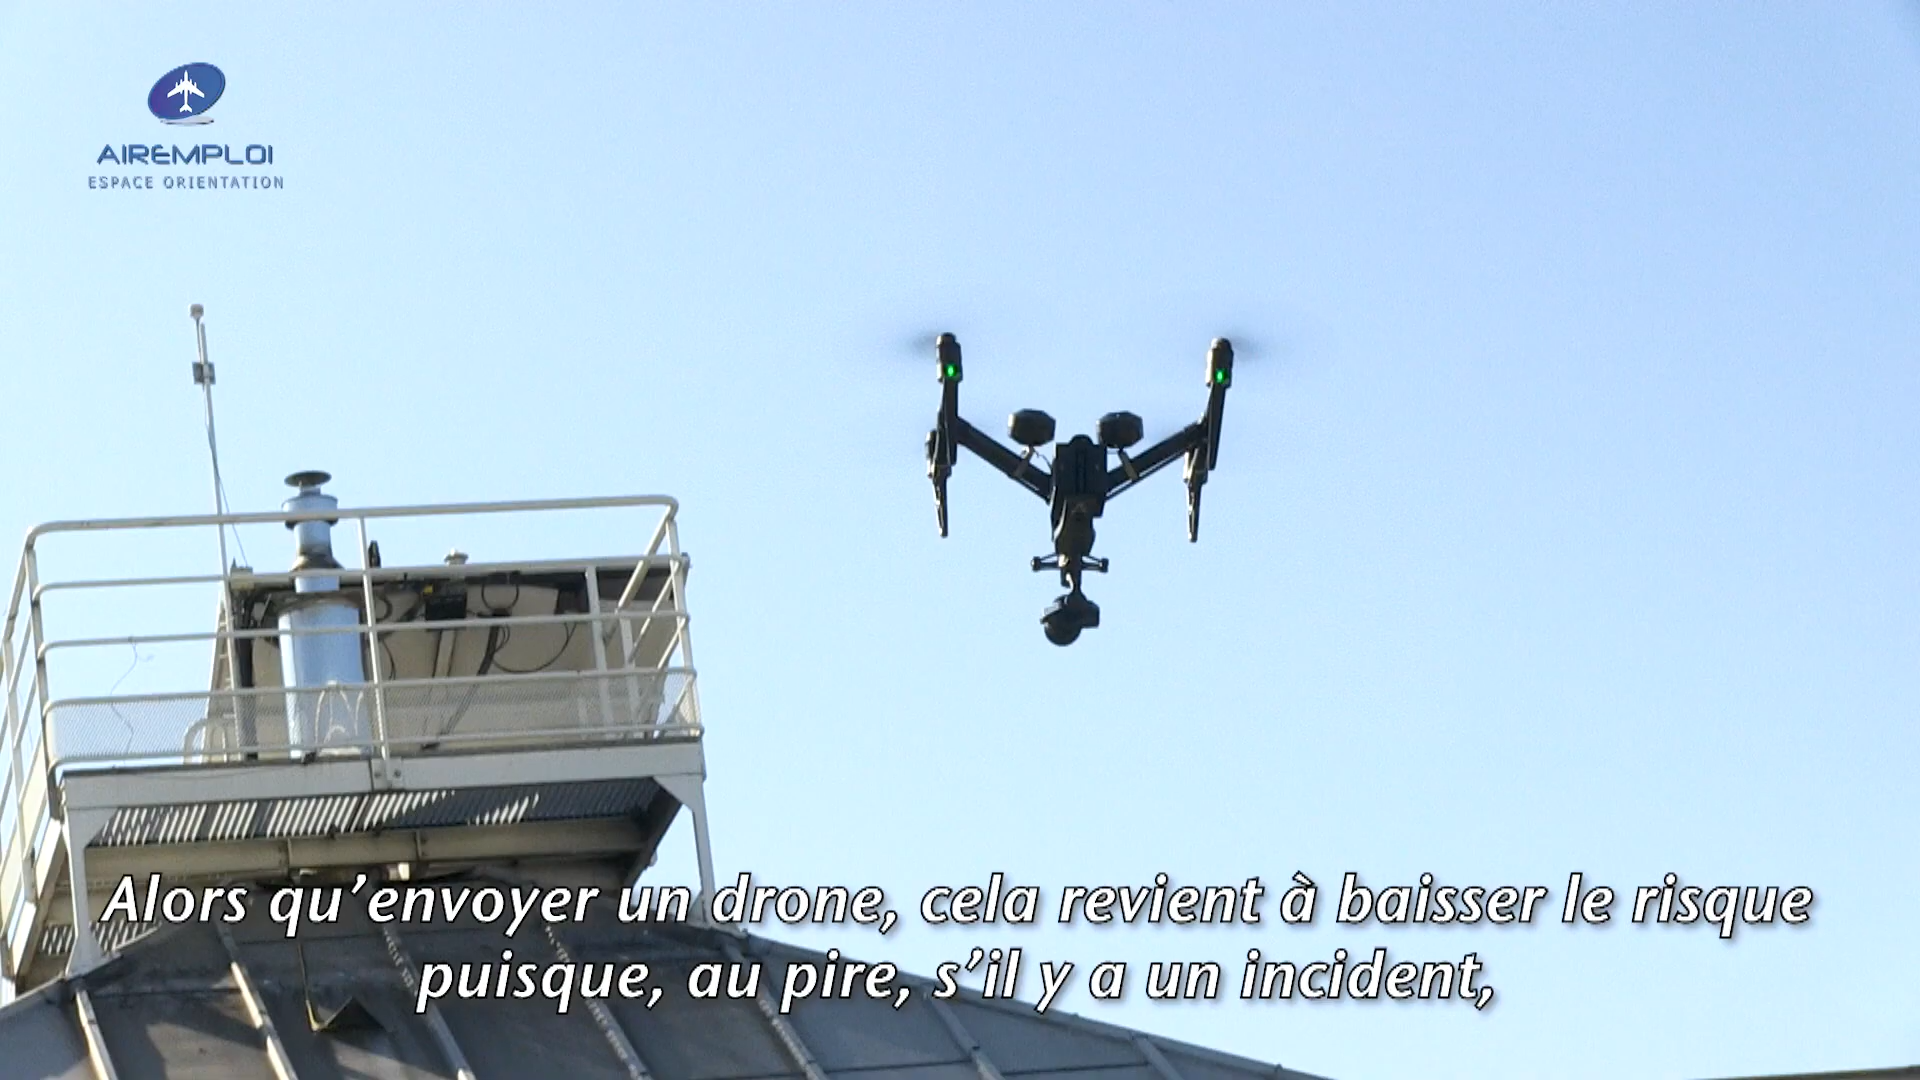 AIREMPLOI
ESPACE ORIENTATION
Alors qu'envoyer un drone, cela revient à baisser le risque
puisque, au pire, s'il y a un incident,